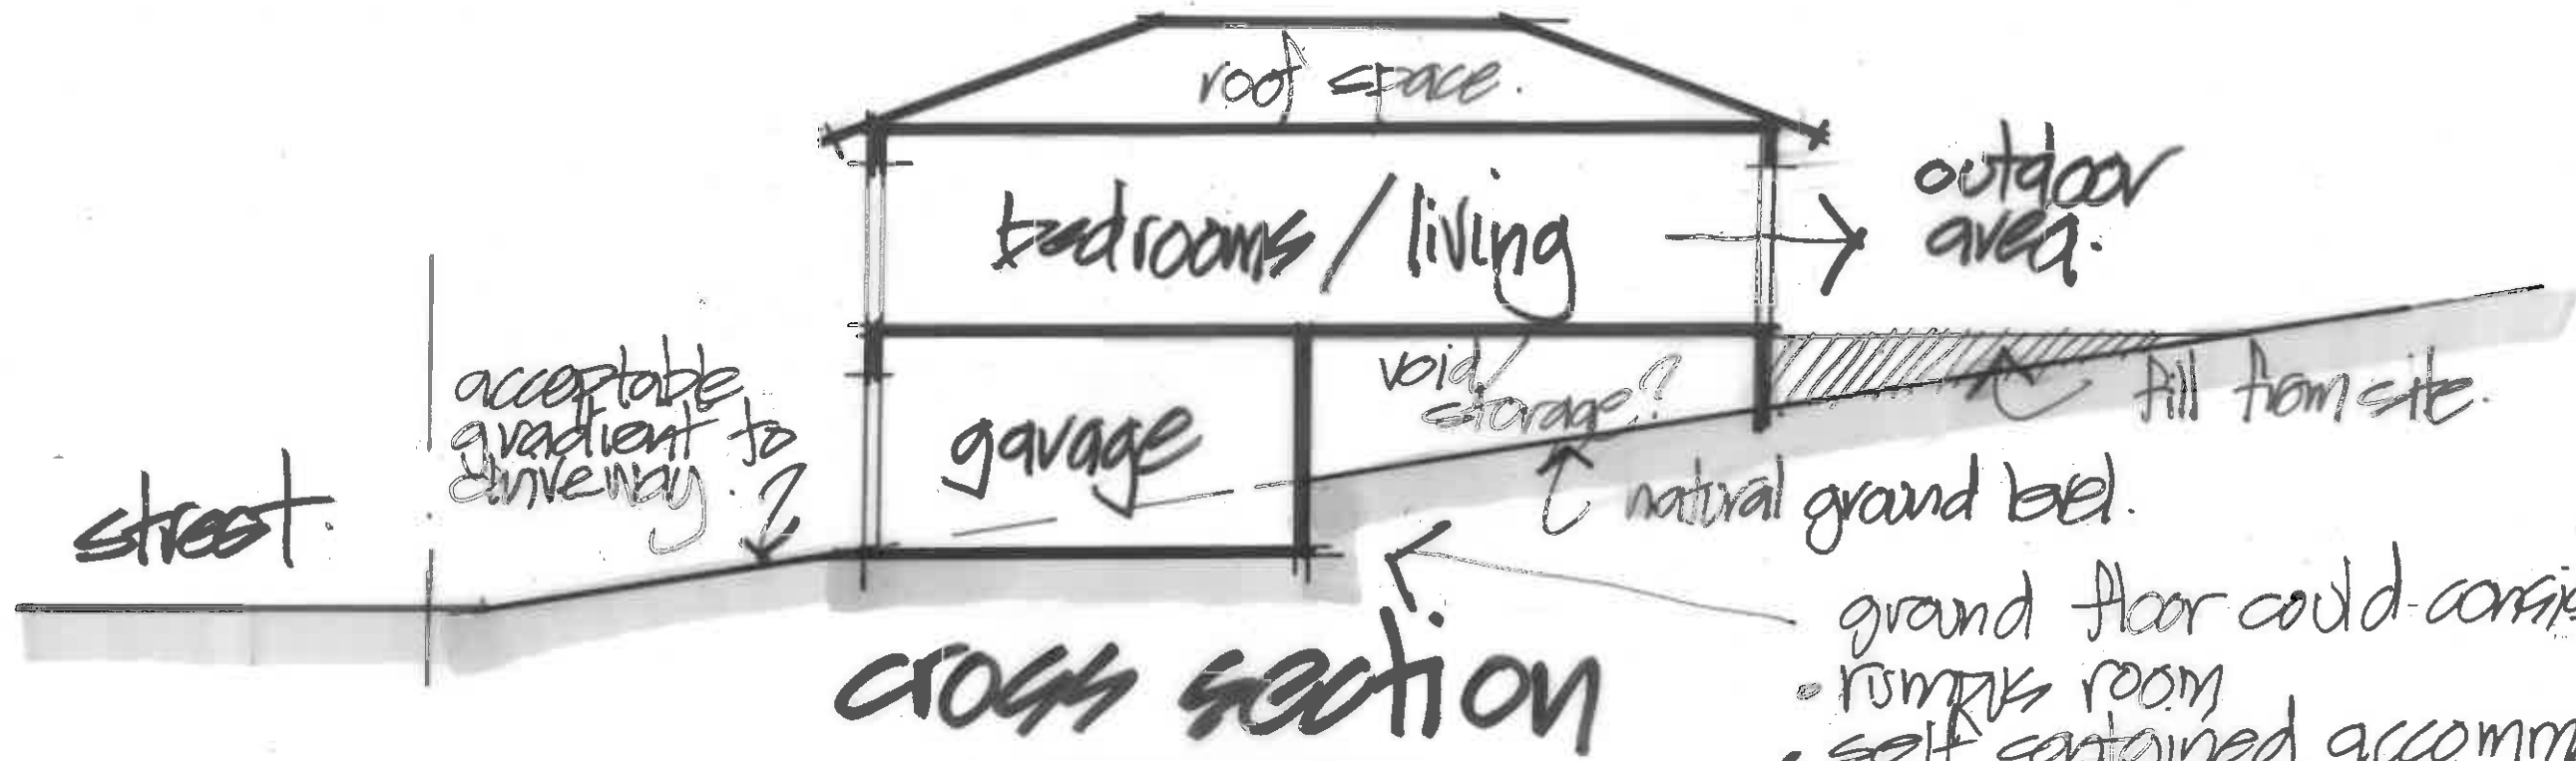 roof space.
bedrooms / living
outdoor
area.
acceptable
gradient to
driveway.
street.
garage
void/
storage?
fill from site.
natural ground level.
ground floor could consi
• rumpus room
• self contained accomm
cross section